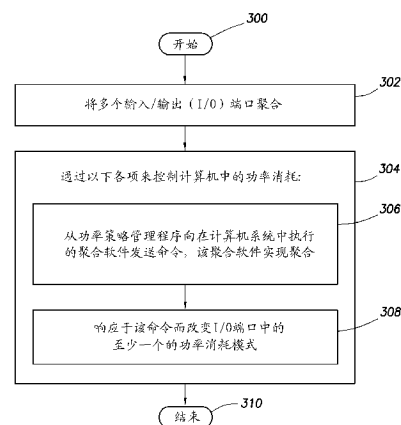 300
开始
302
将多个输入/输出（I/O）端口聚合
304
通过以下各项来控制计算机中的功率消耗:
306
从功率策略管理程序向在计算机系统中执行
的聚合软件发送命令，该聚合软件实现聚合
308
响应于该命令而改变I/O端口中的
至少一个的功率消耗模式
310
结束